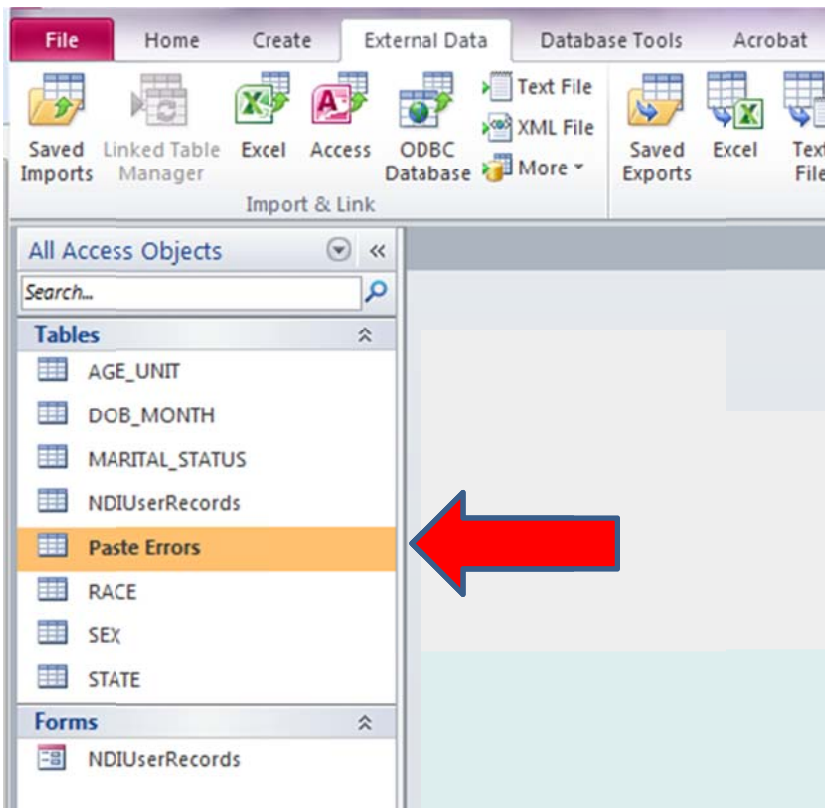 File Home Create External Data Database Tools Acrobat
Text File
XML File
More
Saved Imports
Linked Table Manager
Excel
Access
ODBC Database
Saved Exports
Excel
Text File
Import & Link
All Access Objects
Search...
Tables
AGE_UNIT
DOB_MONTH
MARITAL_STATUS
NDIUserRecords
Paste Errors
RACE
SEX
STATE
Forms
NDIUserRecords